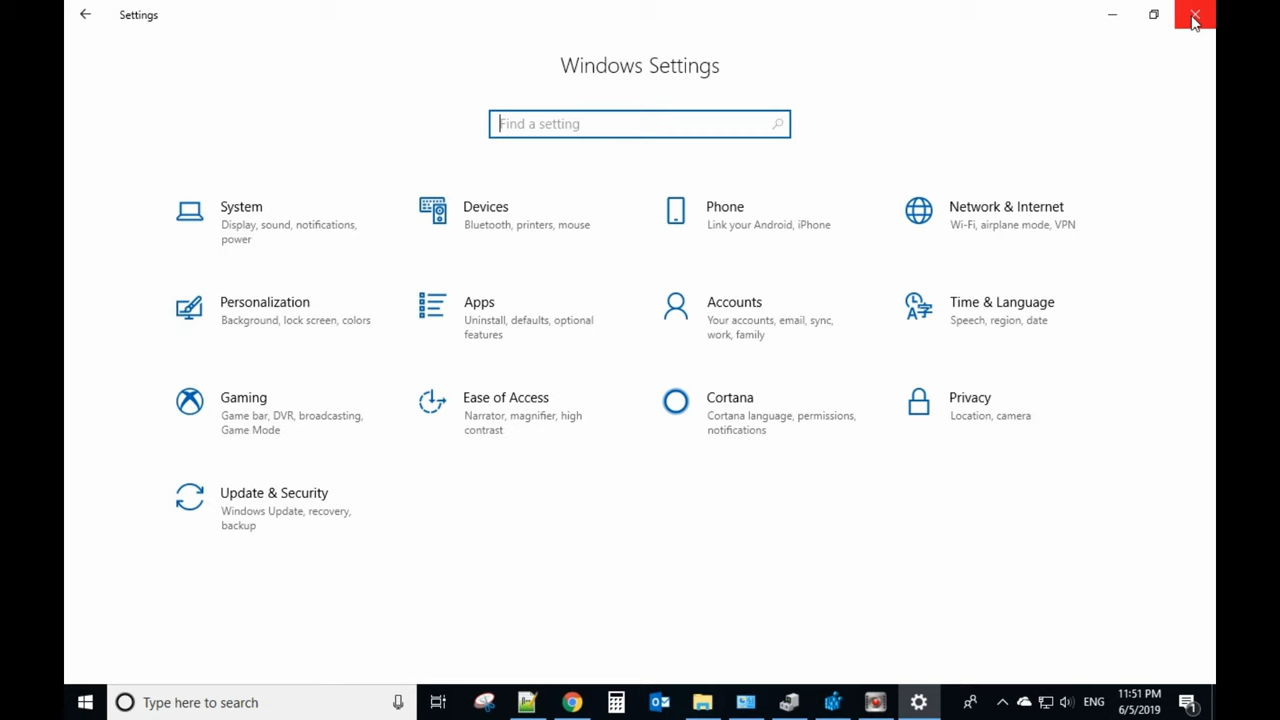 Settings
Windows Settings
Find a setting
System
Display, sound, notifications,
power
Devices
Bluetooth, printers, mouse
Phone
Link your Android, iPhone
Network & Internet
Wi-Fi, airplane mode, VPN
Personalization
Background, lock screen, colors
Apps
Uninstall, defaults, optional
features
Accounts
Your accounts, email, sync,
work, family
Time & Language
Speech, region, date
Gaming
Game bar, DVR, broadcasting,
Game Mode
Ease of Access
Narrator, magnifier, high
contrast
Cortana
Cortana language, permissions,
notifications
Privacy
Location, camera
Update & Security
Windows Update, recovery,
backup
Type here to search
ENG
11:51 PM
6/5/2019
1